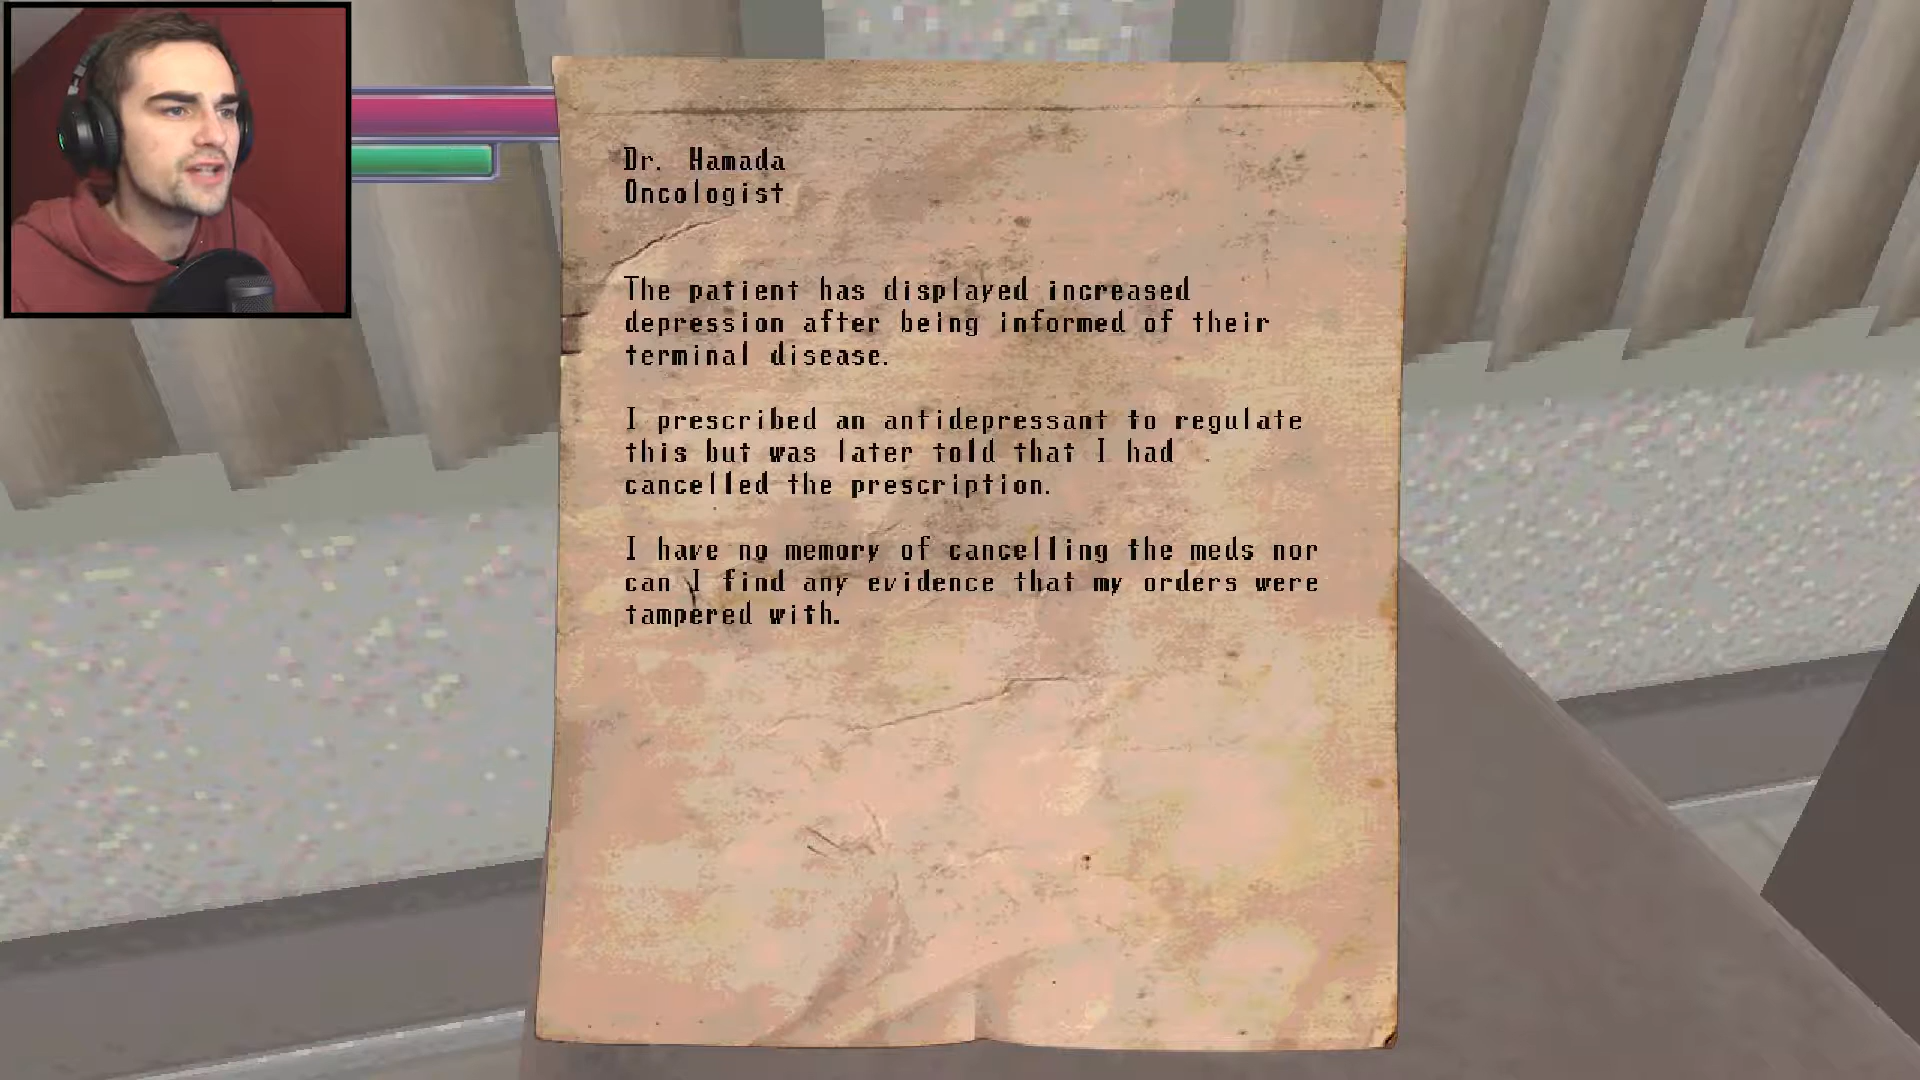 Dr. Hamada
Oncologist
The patient has displayed increased
depression after being informed of their
terminal disease.
I prescribed an antidepressant to regulate
this but was later told that I had
cancelled the prescription.
I have no memory of cancelling the meds nor
can I find any evidence that my orders were
tampered with.